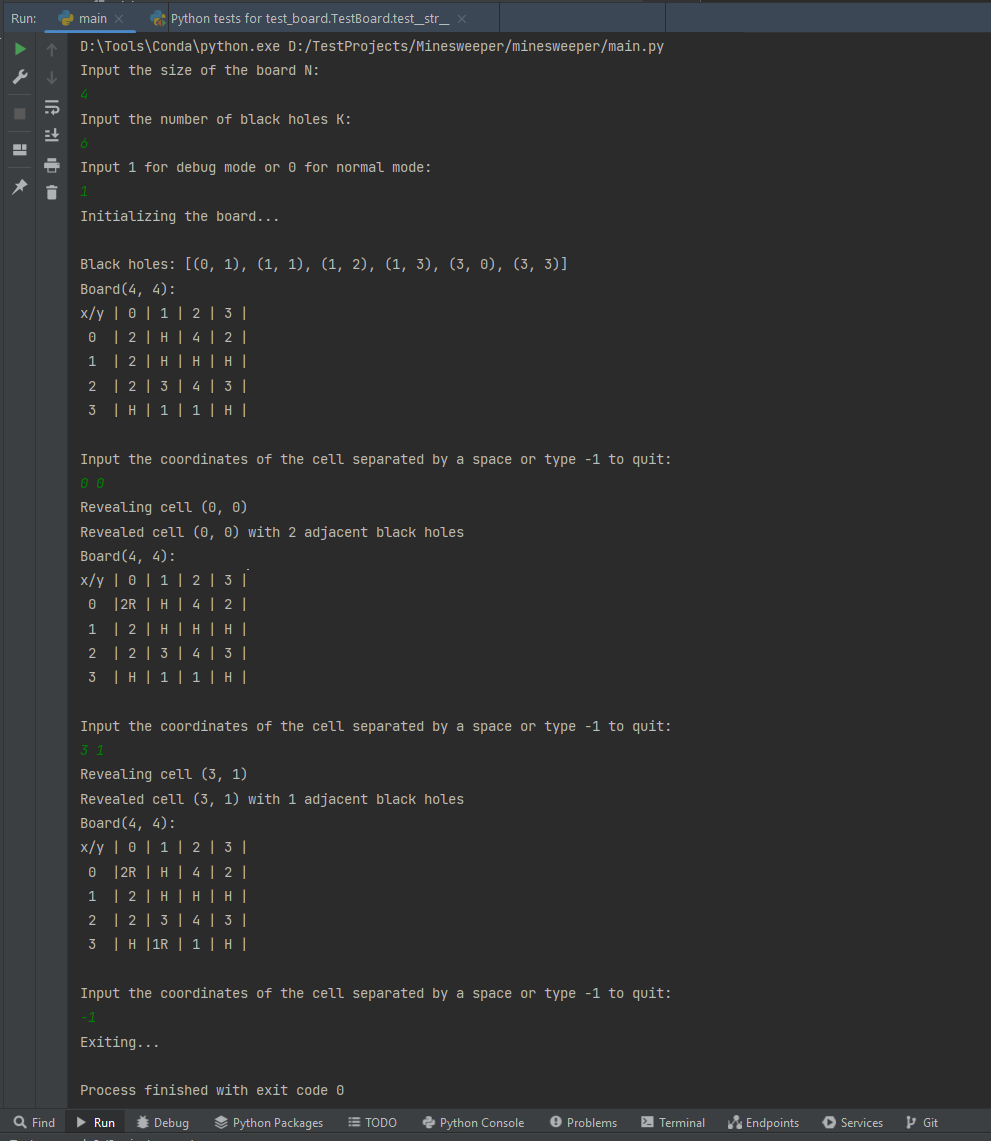 Run: main × Python tests for test_board.TestBoard.test__str__ ×
D:\Tools\Conda\python.exe D:/TestProjects/Minesweeper/minesweeper/main.py
Input the size of the board N:
4
Input the number of black holes K:
6
Input 1 for debug mode or 0 for normal mode:
1
Initializing the board...
Black holes: [(0, 1), (1, 1), (1, 2), (1, 3), (3, 0), (3, 3)]
Board(4, 4):
x/y | 0 | 1 | 2 | 3 |
 0  | 2 | H | 4 | 2 |
 1  | 2 | H | H | H |
 2  | 2 | 3 | 4 | 3 |
 3  | H | 1 | 1 | H |
Input the coordinates of the cell separated by a space or type -1 to quit:
0 0
Revealing cell (0, 0)
Revealed cell (0, 0) with 2 adjacent black holes
Board(4, 4):
x/y | 0 | 1 | 2 | 3 |
 0  |2R | H | 4 | 2 |
 1  | 2 | H | H | H |
 2  | 2 | 3 | 4 | 3 |
 3  | H | 1 | 1 | H |
Input the coordinates of the cell separated by a space or type -1 to quit:
3 1
Revealing cell (3, 1)
Revealed cell (3, 1) with 1 adjacent black holes
Board(4, 4):
x/y | 0 | 1 | 2 | 3 |
 0  |2R | H | 4 | 2 |
 1  | 2 | H | H | H |
 2  | 2 | 3 | 4 | 3 |
 3  | H |1R | 1 | H |
Input the coordinates of the cell separated by a space or type -1 to quit:
-1
Exiting...
Process finished with exit code 0
Find Run Debug Python Packages TODO Python Console Problems Terminal Endpoints Services Git